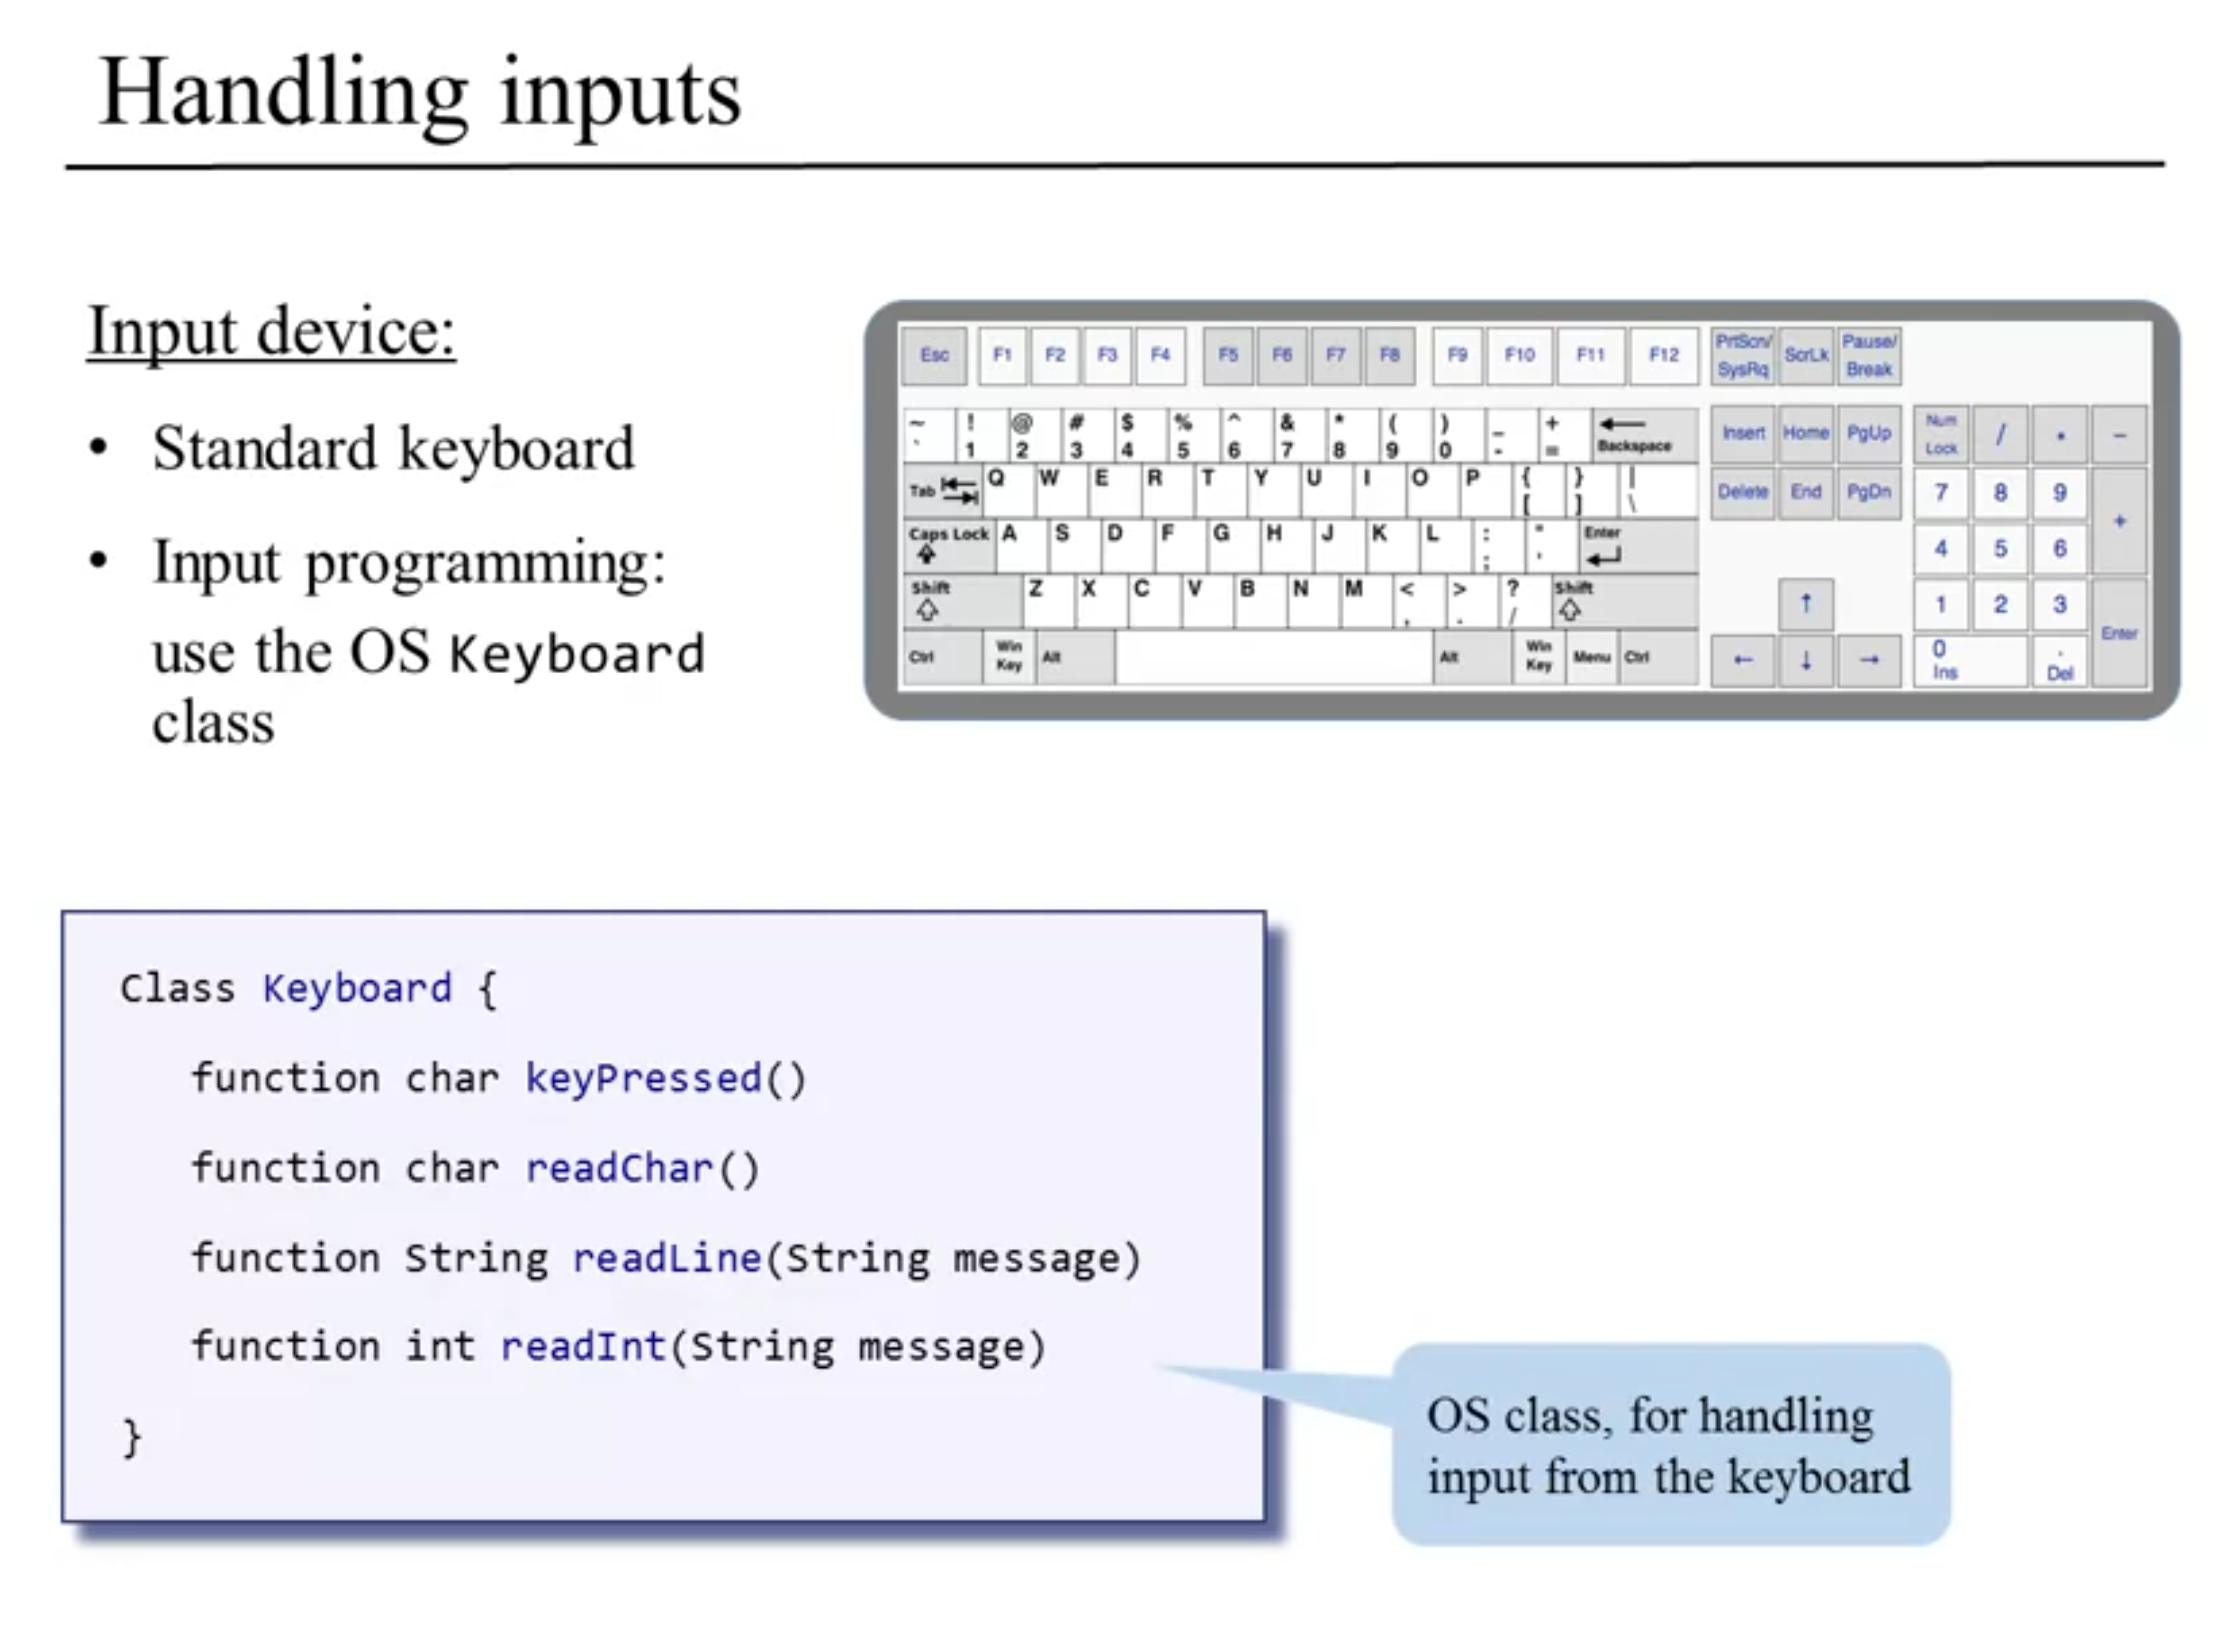 Handling inputs
Input device:
• Standard keyboard
• Input programming:
use the OS Keyboard
class
Esc F1 F2 F3 F4 F5 F6 F7 F8 F9 F10 F11 F12 PrtScn/ SysRq ScrLk Pause/ Break
~ ` ! 1 @ 2 # 3 $ 4 % 5 ^ 6 & 7 * 8 ( 9 ) 0 _ - + = Backspace Insert Home PgUp Num Lock / * −
Tab Q W E R T Y U I O P { [ } ] | \ Delete End PgDn 7 8 9 +
Caps Lock A S D F G H J K L : ; " ' Enter 4 5 6
Shift Z X C V B N M < , > . ? / Shift ↑ 1 2 3 Enter
Ctrl Win Key Alt Alt Win Key Menu Ctrl ← ↓ → 0 Ins . Del
Class Keyboard {
function char keyPressed()
function char readChar()
function String readLine(String message)
function int readInt(String message)
}
OS class, for handling
input from the keyboard